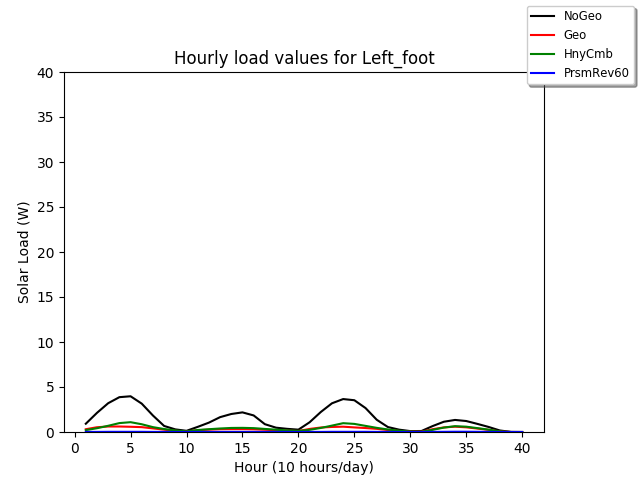 NoGeo
Geo
HnyCmb
PrsmRev60
Hourly load values for Left_foot
40
35
30
25
20
15
10
5
0
Solar Load (W)
0 5 10 15 20 25 30 35 40
Hour (10 hours/day)